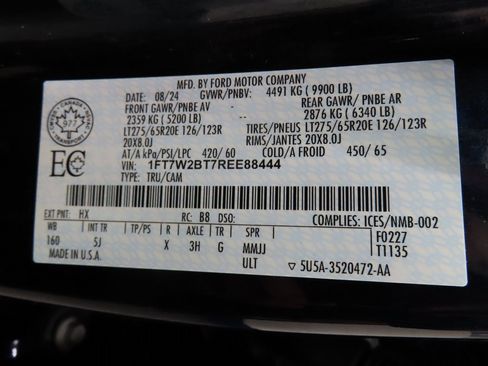 MFD. BY FORD MOTOR COMPANY
DATE: 08/24 GVWR/PNBV: 4491 KG ( 9900 LB)
FRONT GAWR/PNBE AV REAR GAWR/ PNBE AR
2359 KG ( 5200 LB) 2876 KG ( 6340 LB)
LT275/65R20E 126/123R TIRES/PNEUS LT275/65R20E 126/123R
20X8.0J RIMS/JANTES 20X8.0J
AT/A kPa/PSI/LPC 420/ 60 COLD/A FROID 450/ 65
VIN: 1FT7W2BT7REE88444
TYPE: TRU/CAM
EXT PNT: HX RC: B8 DSO: COMPLIES: ICES/NMB-002
WB INT TR TP/PS R AXLE TR SPR F0227
160 5J X 3H G MMJJ T1135
MADE IN U.S.A. ULT 5U5A-3520472-AA
CANADA
EC